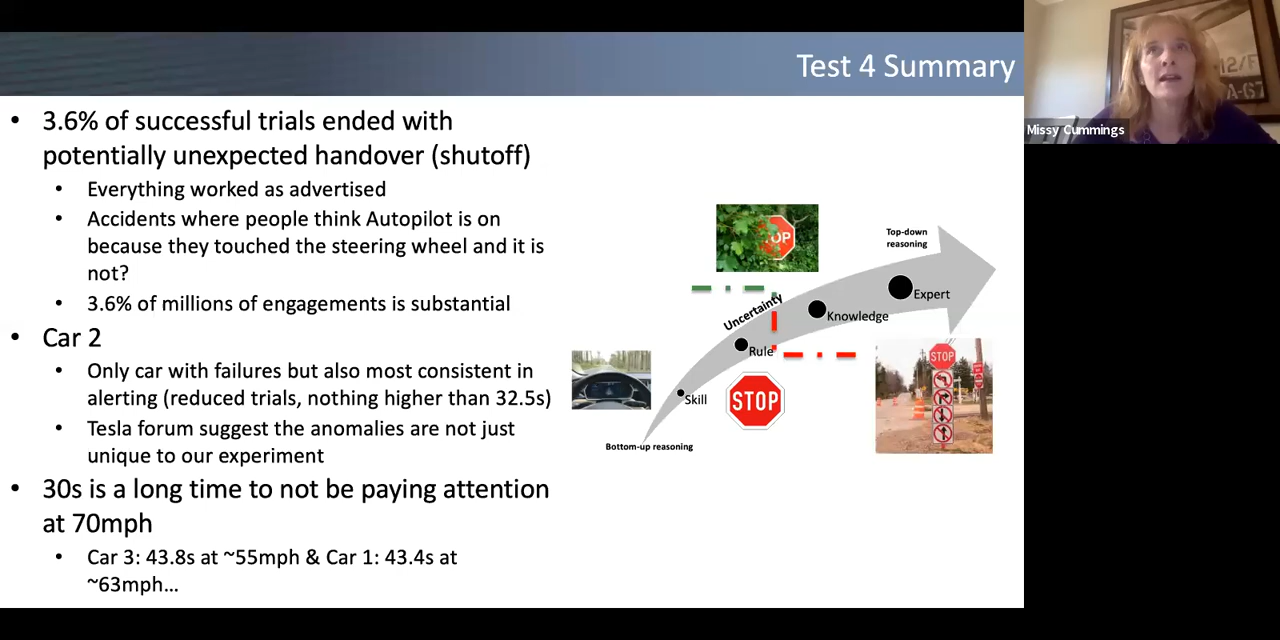 Test 4 Summary
• 3.6% of successful trials ended with
potentially unexpected handover (shutoff)
• Everything worked as advertised
• Accidents where people think Autopilot is on
because they touched the steering wheel and it is
not?
• 3.6% of millions of engagements is substantial
• Car 2
• Only car with failures but also most consistent in
alerting (reduced trials, nothing higher than 32.5s)
• Tesla forum suggest the anomalies are not just
unique to our experiment
• 30s is a long time to not be paying attention
at 70mph
• Car 3: 43.8s at ~55mph & Car 1: 43.4s at
~63mph...
OP
Top-down
reasoning
Expert
Uncertainty
Knowledge
Rule
Skill
STOP
STOP
Bottom-up reasoning
12/F
A-67
Missy Cummings